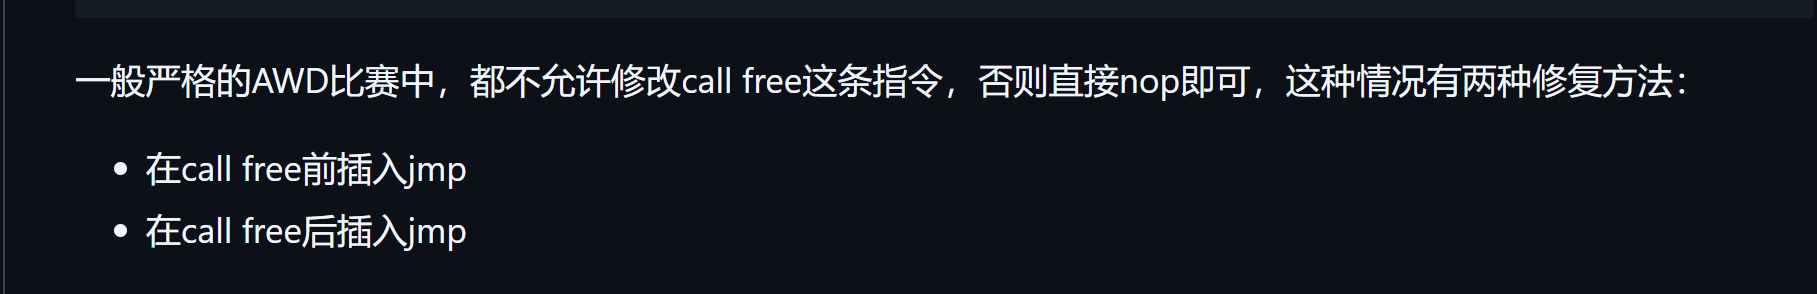 一般严格的AWD比赛中，都不允许修改call free这条指令，否则直接nop即可，这种情况有两种修复方法：
在call free前插入jmp
在call free后插入jmp